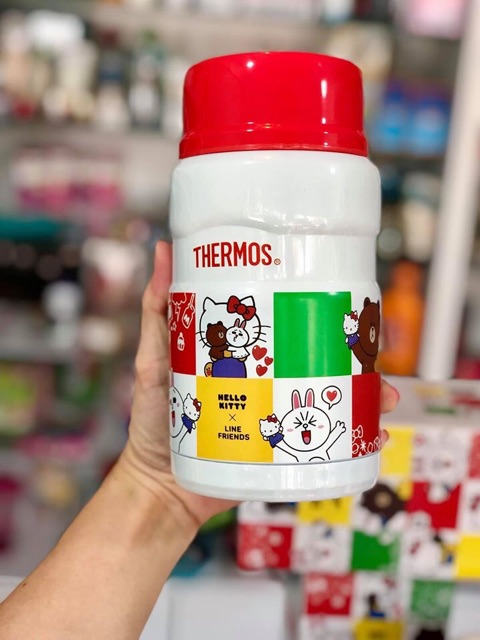 THERMOS®
HELLO
KITTY
×
LINE
FRIENDS